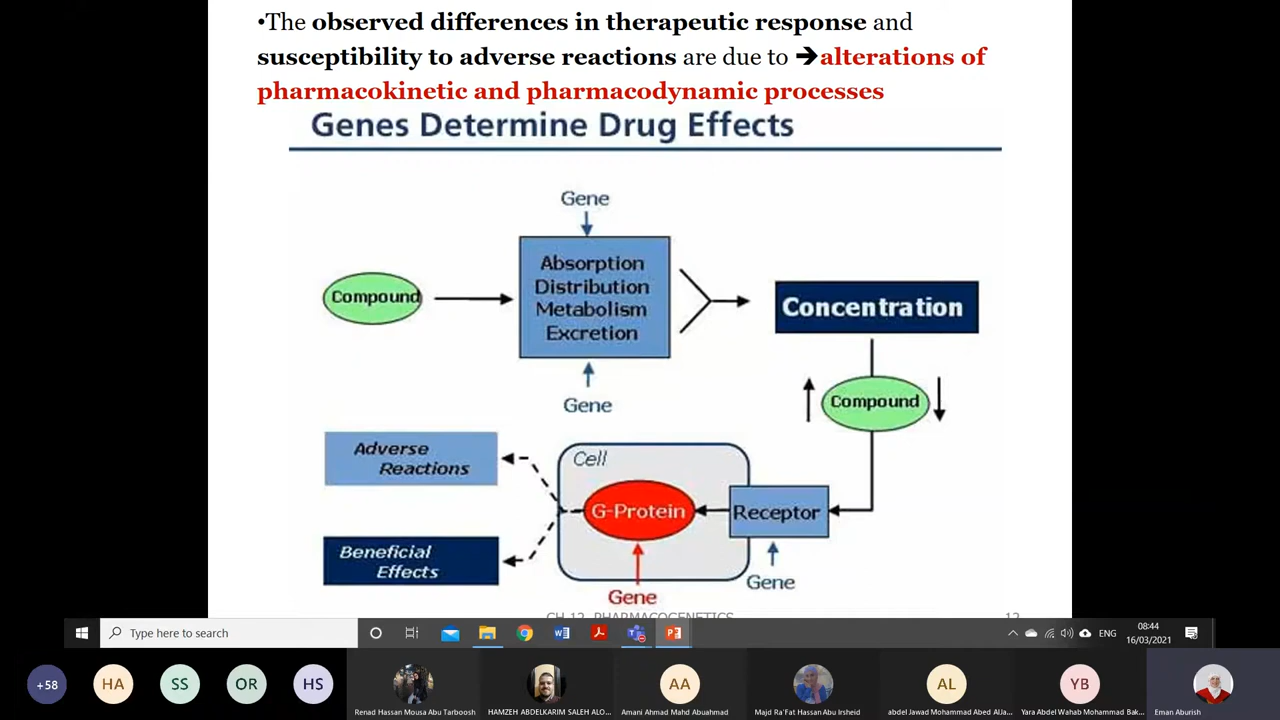 •The observed differences in therapeutic response and
susceptibility to adverse reactions are due to ➔alterations of
pharmacokinetic and pharmacodynamic processes
Genes Determine Drug Effects
Gene
Compound
Absorption
Distribution
Metabolism
Excretion
Concentration
Gene
Compound
Adverse
Reactions
Cell
G-Protein
Receptor
Beneficial
Effects
Gene
Gene
CH 12 PHARMACOGENETICS
12
Type here to search
ENG
08:44
16/03/2021
+58
HA
SS
OR
HS
AA
AL
YB
Renad Hassan Mousa Abu Tarboosh
HAMZEH ABDELKARIM SALEH ALO...
Amani Ahmad Mahd Abuahmad
Majd Ra'Fat Hassan Abu Irsheid
abdel Jawad Mohammad Abed AlJa...
Yara Abdel Wahab Mohammad Bak...
Eman Aburish